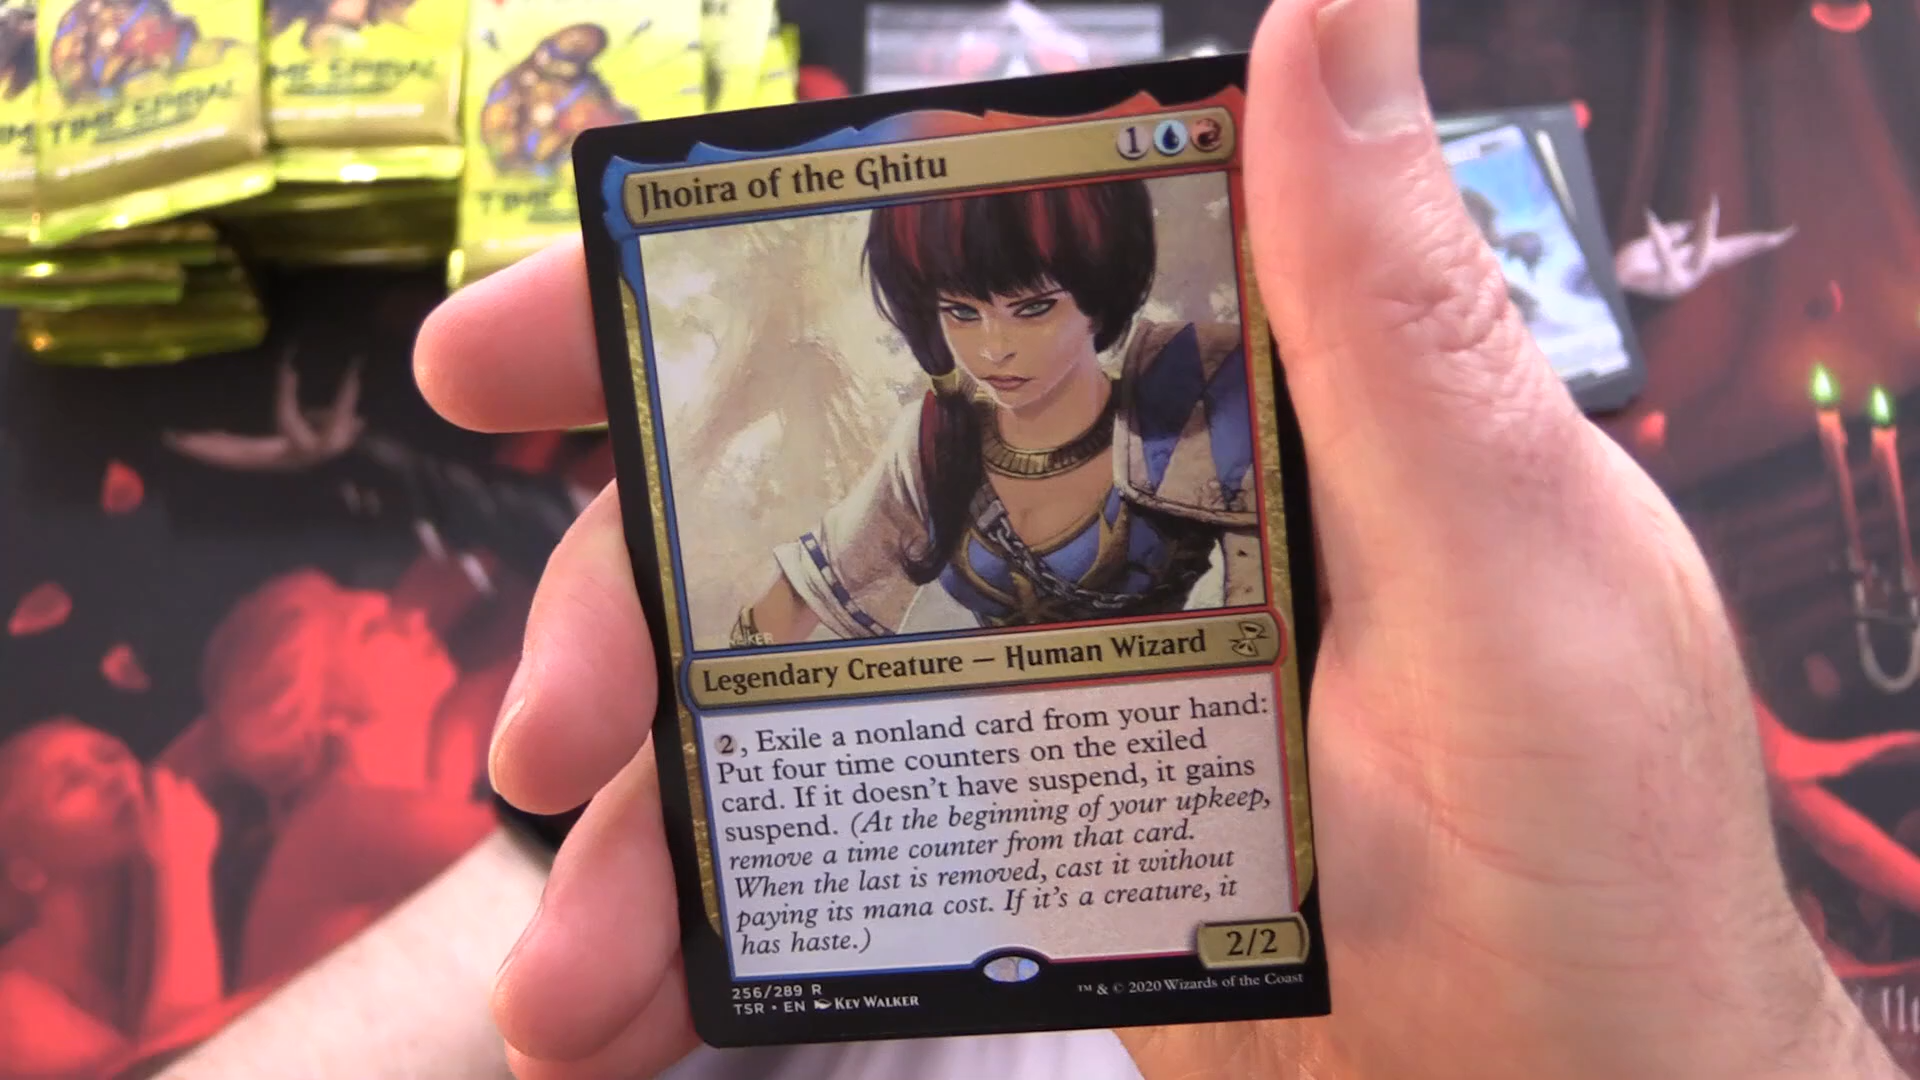 TIME SPIRAL
TIME SPIRAL
Jhoira of the Ghitu
1
Legendary Creature — Human Wizard
2, Exile a nonland card from your hand:
Put four time counters on the exiled
card. If it doesn't have suspend, it gains
suspend. (At the beginning of your upkeep,
remove a time counter from that card.
When the last is removed, cast it without
paying its mana cost. If it's a creature, it
has haste.)
2/2
256/289 R
TSR • EN KEV WALKER
™ & © 2020 Wizards of the Coast